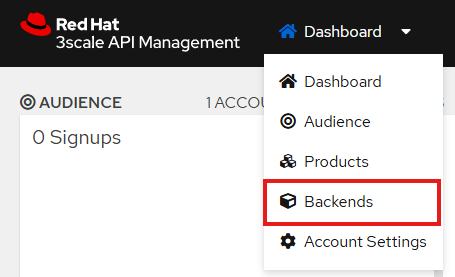 Red Hat
3scale API Management
Dashboard
Dashboard
AUDIENCE
1 ACCOU
Audience
0 Signups
Products
Backends
Account Settings